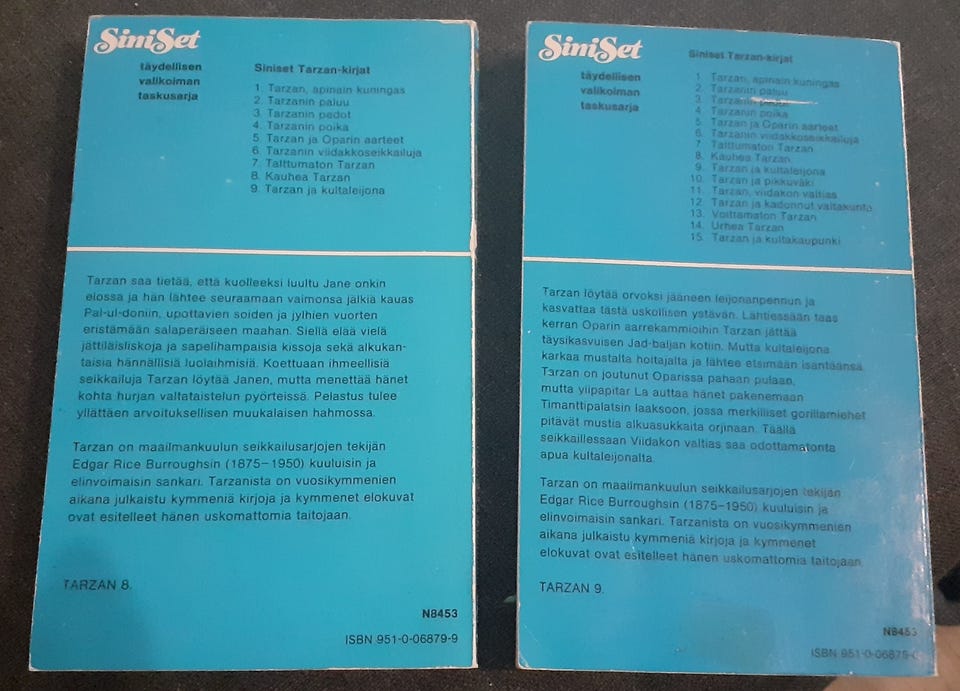 SiniSet
täydellisen
valikoiman
taskusarja
Siniset Tarzan-kirjat
1 Tarzan, apinain kuningas
2. Tarzanin paluu
3. Tarzanin pedot
4. Tarzanin poika
5. Tarzan ja Oparin aarteet
6. Tarzanin viidakkoseikkailuja
7. Talttumaton Tarzan
8. Kauhea Tarzan
9. Tarzan ja kultaleijona
Tarzan saa tietää, että kuolleeksi luultu Jane onkin
elossa ja hän lähtee seuraamaan vaimonsa jälkiä kauas
Pal-ul-doniin, upottavien soiden ja jylhien vuorten
eristämään salaperäiseen maahan. Siellä elää vielä
jättiläisliskoja ja sapelihampaisia kissoja sekä alkukan-
taisia hännällisiä luolaihmisiä. Koettuaan ihmeellisiä
seikkailuja Tarzan löytää Janen, mutta menettää hänet
kohta hurjan valtataistelun pyörteissä. Pelastus tulee
yllättäen arvoituksellisen muukalaisen hahmossa.
Tarzan on maailmankuulun seikkailusarjojen tekijän
Edgar Rice Burroughsin (1875–1950) kuuluisin ja
elinvoimaisin sankari. Tarzanista on vuosikymmenien
aikana julkaistu kymmeniä kirjoja ja kymmenet elokuvat
ovat esitelleet hänen uskomattomia taitojaan.
TARZAN 8.
N8453
ISBN 951-0-06879-9
SiniSet
täydellisen
valikoiman
taskusarja
Siniset Tarzan-kirjat
1 Tarzan, apinain kuningas
2. Tarzanin paluu
3. Tarzanin pedot
4. Tarzanin poika
5. Tarzan ja Oparin aarteet
6. Tarzanin viidakkoseikkailuja
7. Talttumaton Tarzan
8. Kauhea Tarzan
9. Tarzan ja kultaleijona
10. Tarzan ja pikkuväki
11. Tarzan, viidakon valtias
12. Tarzan ja kadonnut valtakunta
13. Voittamaton Tarzan
14. Urhea Tarzan
15. Tarzan ja kultakaupunki
Tarzan löytää orvoksi jääneen leijonanpennun ja
kasvattaa tästä uskollisen ystävän. Lähtiessään taas
kerran Oparin aarrekammioihin Tarzan jättää
täysikasvuisen Jad-bal-jan kotiin. Mutta kultaleijona
karkaa mustalta hoitajalta ja lähtee etsimään isäntäänsä.
Tarzan on joutunut Oparissa pahaan pulaan,
mutta ylipapitar La auttaa hänet pakenemaan
Timanttipalatsin laaksoon, jossa merkilliset gorillamiehet
pitävät mustia alkuasukkaita orjinaan. Täällä
seikkaillessaan Viidakon valtias saa odottamatonta
apua kultaleijonalta.
Tarzan on maailmankuulun seikkailusarjojen tekijän
Edgar Rice Burroughsin (1875–1950) kuuluisin ja
elinvoimaisin sankari. Tarzanista on vuosikymmenien
aikana julkaistu kymmeniä kirjoja ja kymmenet
elokuvat ovat esitelleet hänen uskomattomia taitojaan.
TARZAN 9.
N8453
ISBN 951-0-06879-